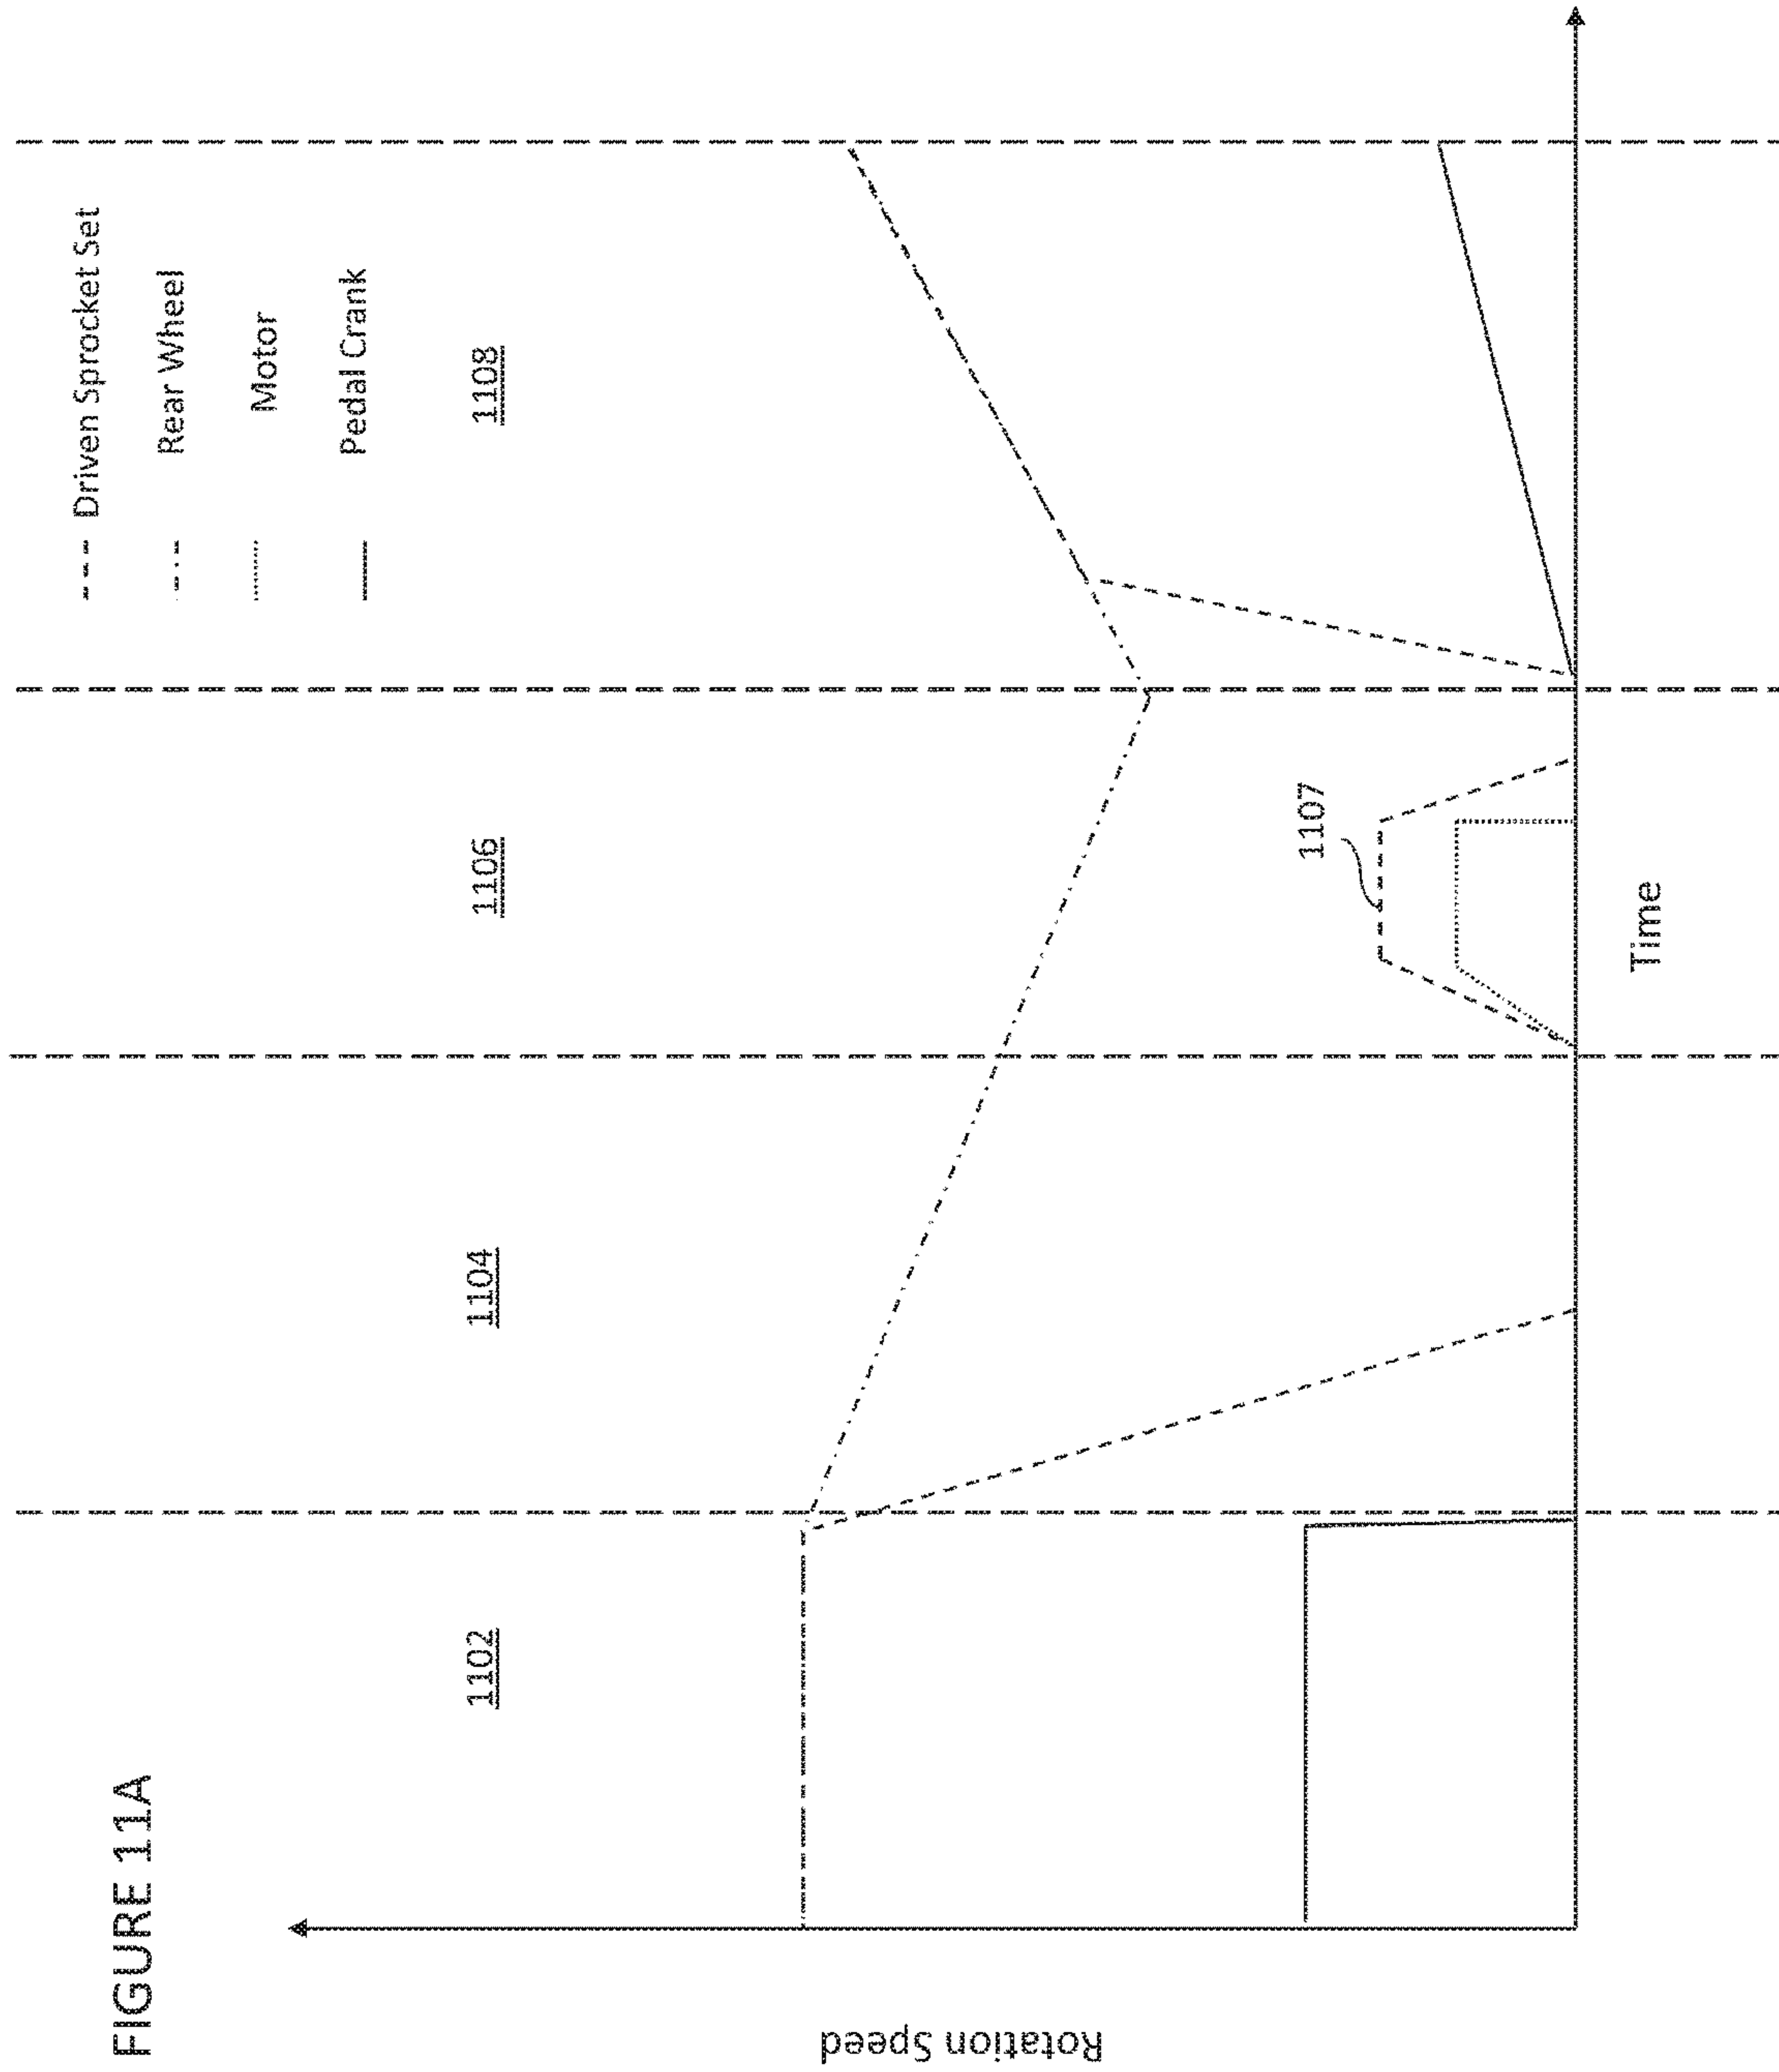 FIGURE 11A
Driven Sprocket Set
Rear Wheel
Motor
Pedal Crank
1102
1104
1106
1108
1107
Rotation Speed
Time